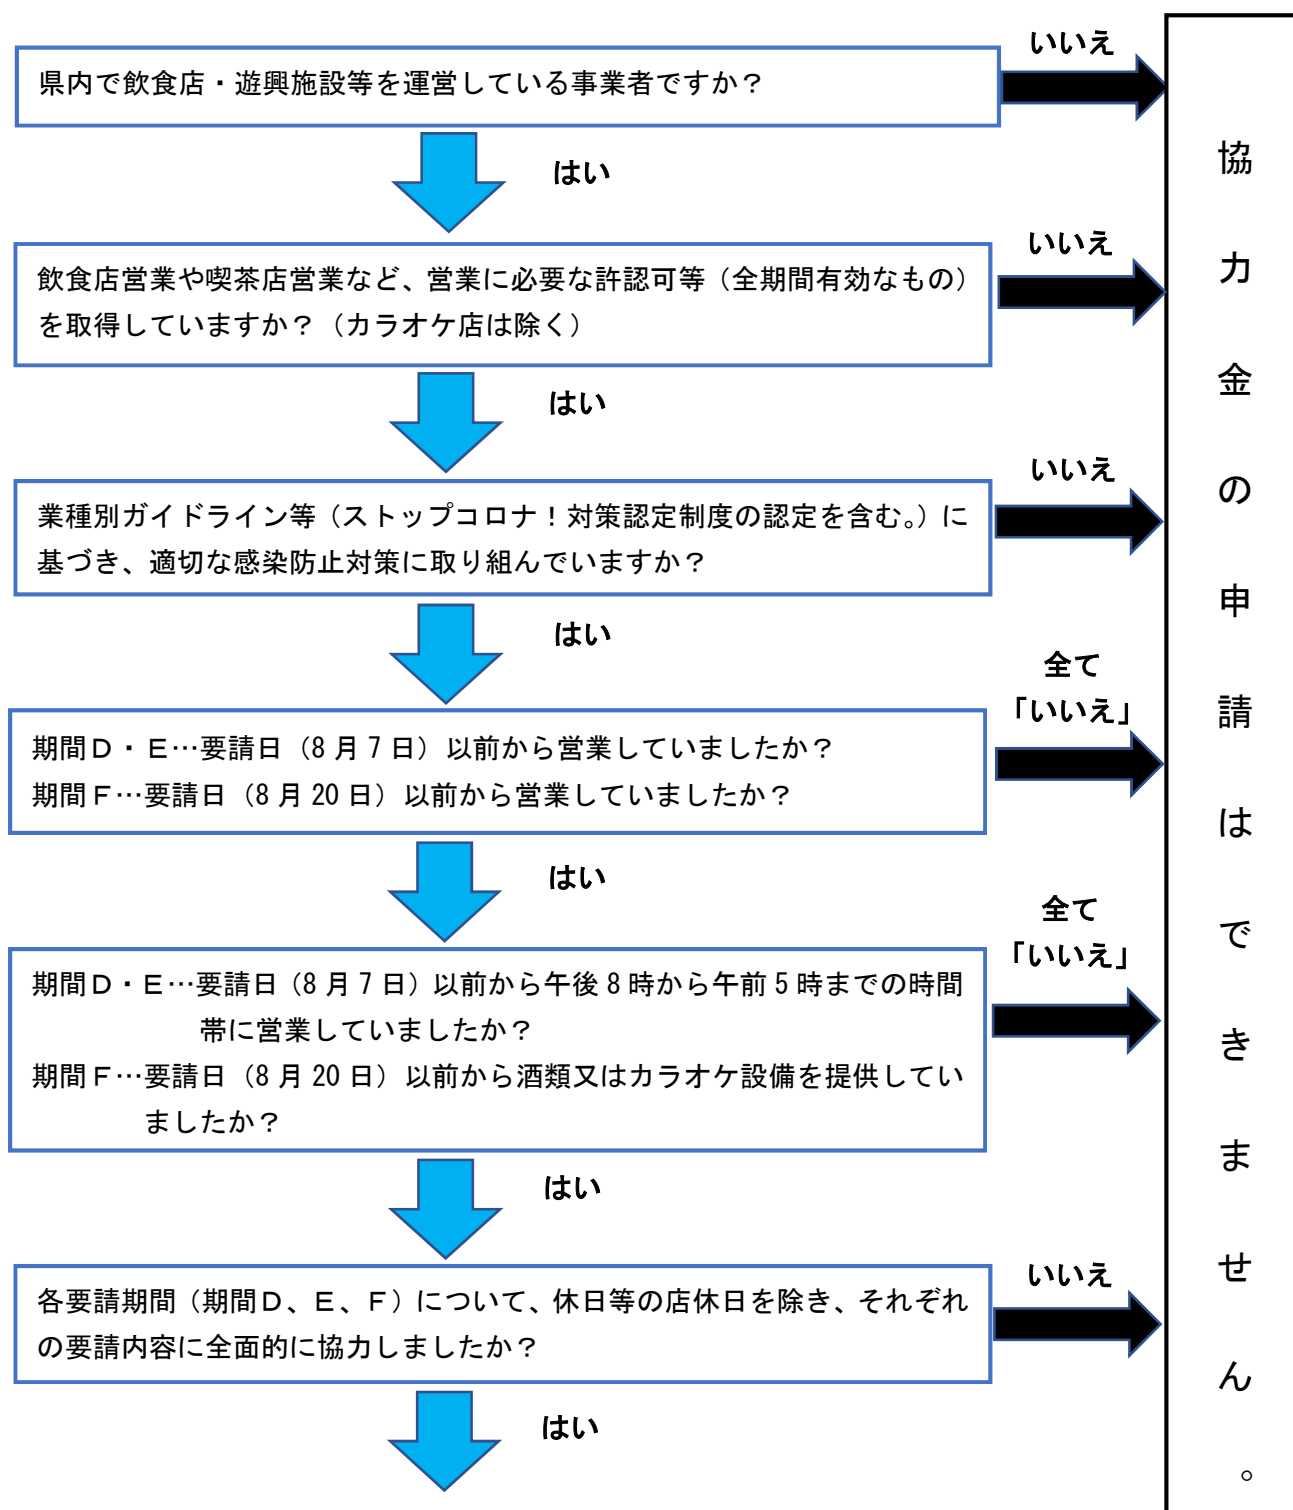 いいえ
県内で飲食店・遊興施設等を運営している事業者ですか？
はい
いいえ
飲食店営業や喫茶店営業など、営業に必要な許認可等（全期間有効なもの）
を取得していますか？（カラオケ店は除く）
はい
いいえ
業種別ガイドライン等（ストップコロナ！対策認定制度の認定を含む。）に
基づき、適切な感染防止対策に取り組んでいますか？
はい
全て
「いいえ」
期間Ｄ・Ｅ…要請日（8月7日）以前から営業していましたか？
期間Ｆ…要請日（8月20日）以前から営業していましたか？
はい
全て
「いいえ」
期間Ｄ・Ｅ…要請日（8月7日）以前から午後8時から午前5時までの時間
帯に営業していましたか？
期間Ｆ…要請日（8月20日）以前から酒類又はカラオケ設備を提供してい
ましたか？
はい
いいえ
各要請期間（期間Ｄ、Ｅ、Ｆ）について、休日等の店休日を除き、それぞれ
の要請内容に全面的に協力しましたか？
はい
協力金の申請はできません。